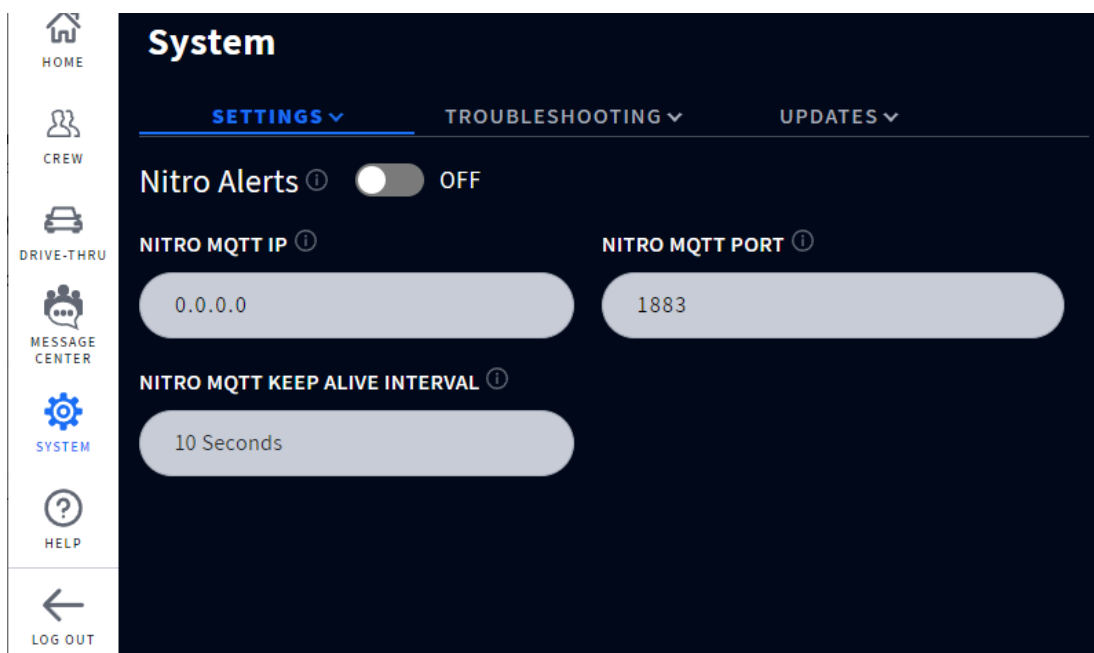 HOME
CREW
DRIVE-THRU
MESSAGE
CENTER
SYSTEM
HELP
LOG OUT
System
SETTINGS TROUBLESHOOTING UPDATES
Nitro Alerts OFF
NITRO MQTT IP NITRO MQTT PORT
0.0.0.0 1883
NITRO MQTT KEEP ALIVE INTERVAL
10 Seconds